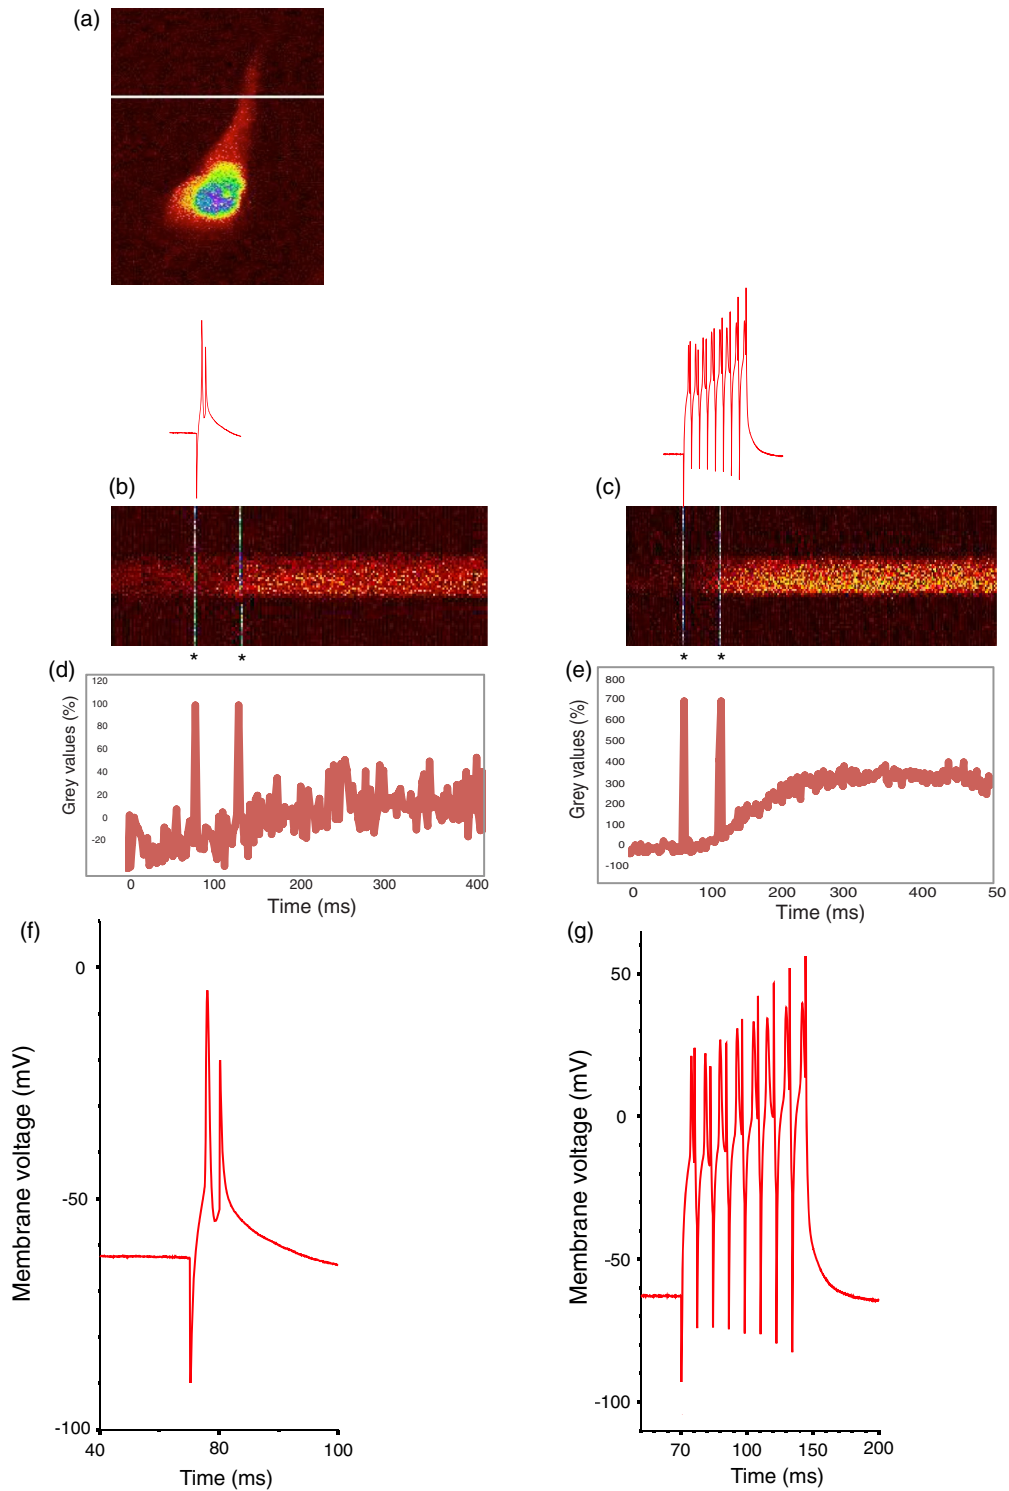 (a)
(b)
(c)
* *
* *
(d)
120
100
80
60
40
20
0
-20
Grey values (%)
0 100 200 300 400
Time (ms)
(e)
800
700
600
500
400
300
200
100
0
-100
Grey values (%)
0 100 200 300 400 50
Time (ms)
(f)
0
-50
-100
Membrane voltage (mV)
40 80 100
Time (ms)
(g)
50
0
-50
-100
Membrane voltage (mV)
70 100 150 200
Time (ms)